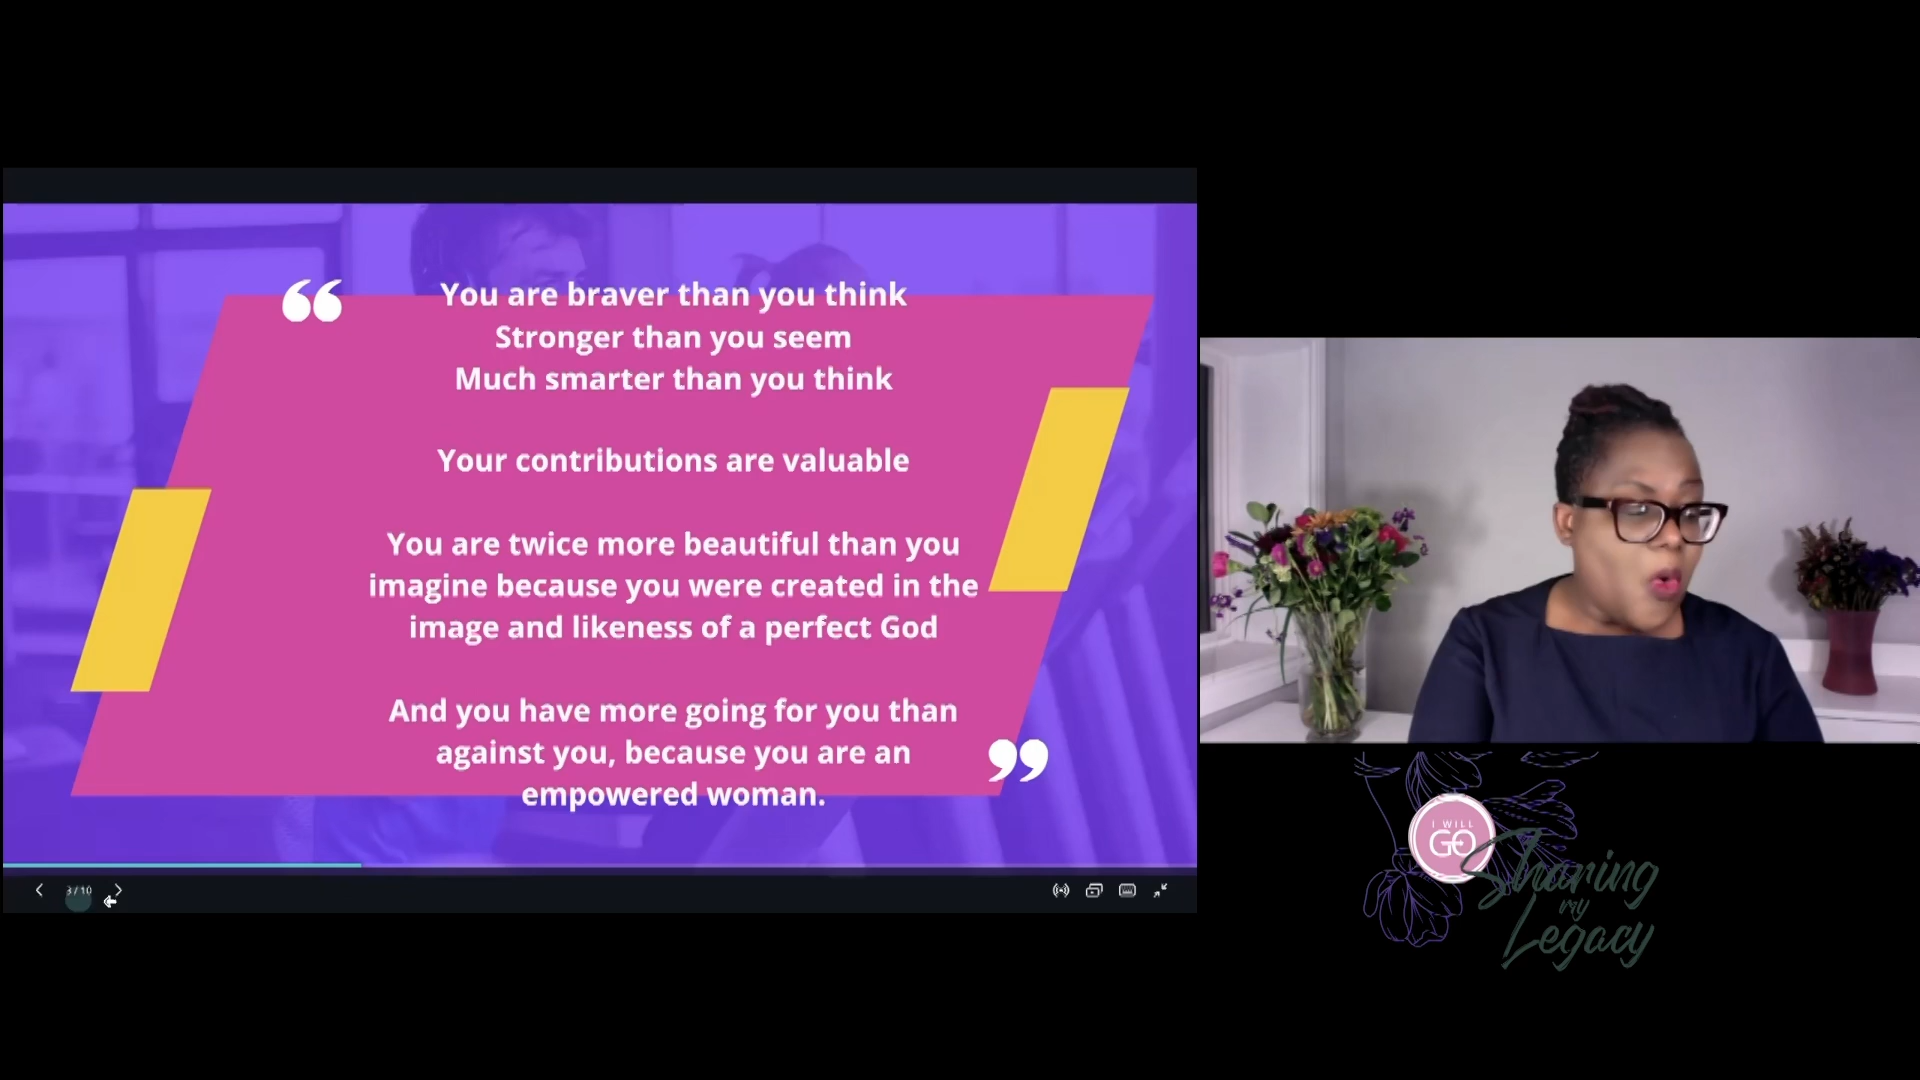 You are braver than you think
Stronger than you seem
Much smarter than you think
Your contributions are valuable
You are twice more beautiful than you
imagine because you were created in the
image and likeness of a perfect God
And you have more going for you than
against you, because you are an
empowered woman.
3 / 10
I WILL
GO
Sharing
my
Legacy